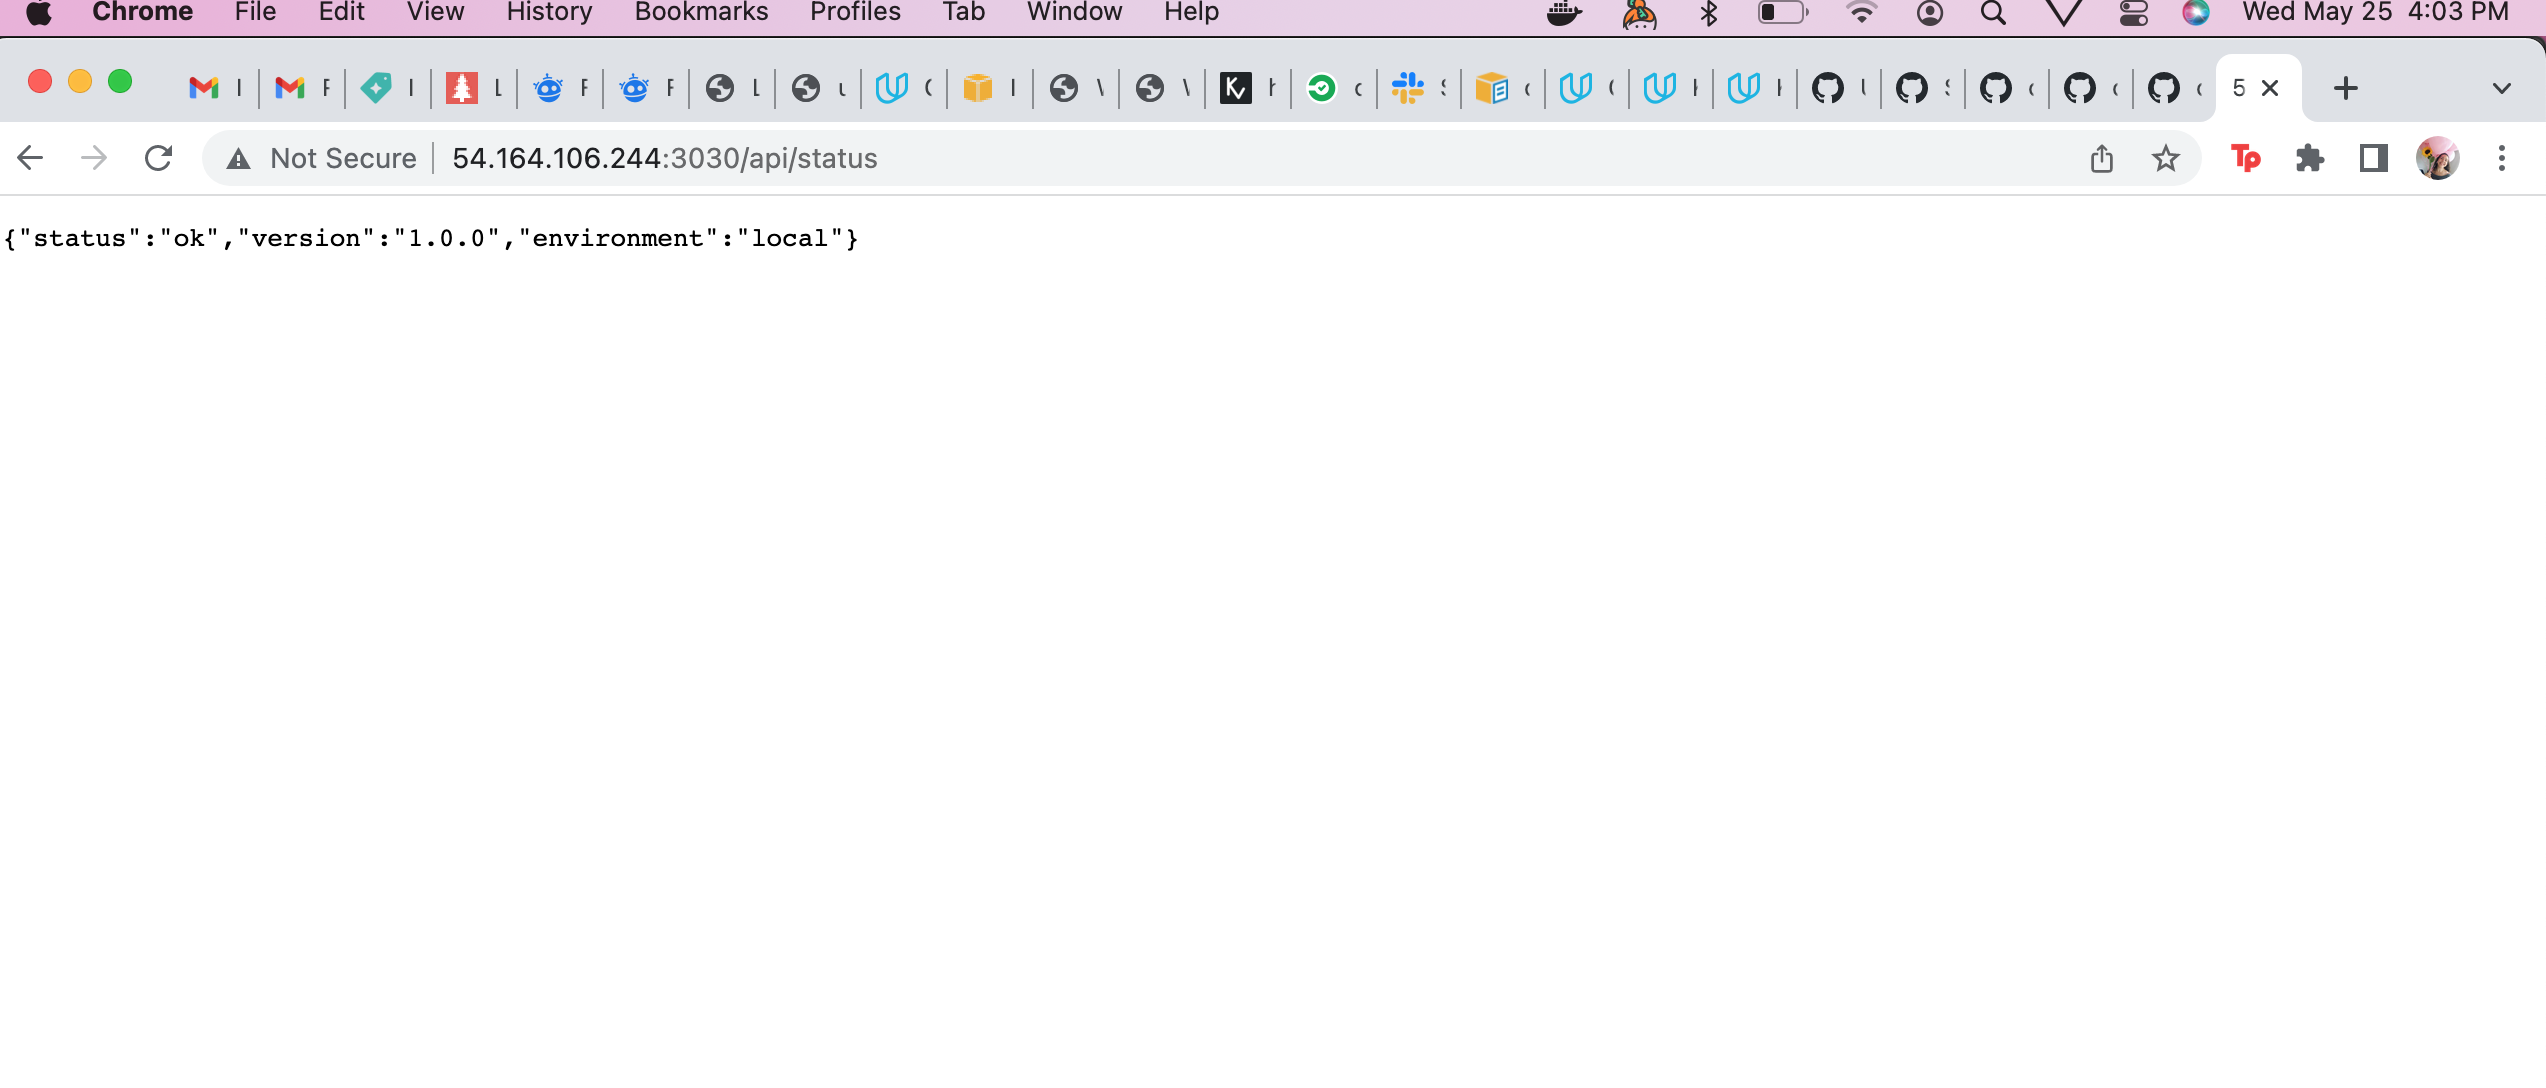 Chrome File Edit View History Bookmarks Profiles Tab Window Help Wed May 25 4:03 PM
5
Not Secure 54.164.106.244:3030/api/status Tp
{"status":"ok","version":"1.0.0","environment":"local"}